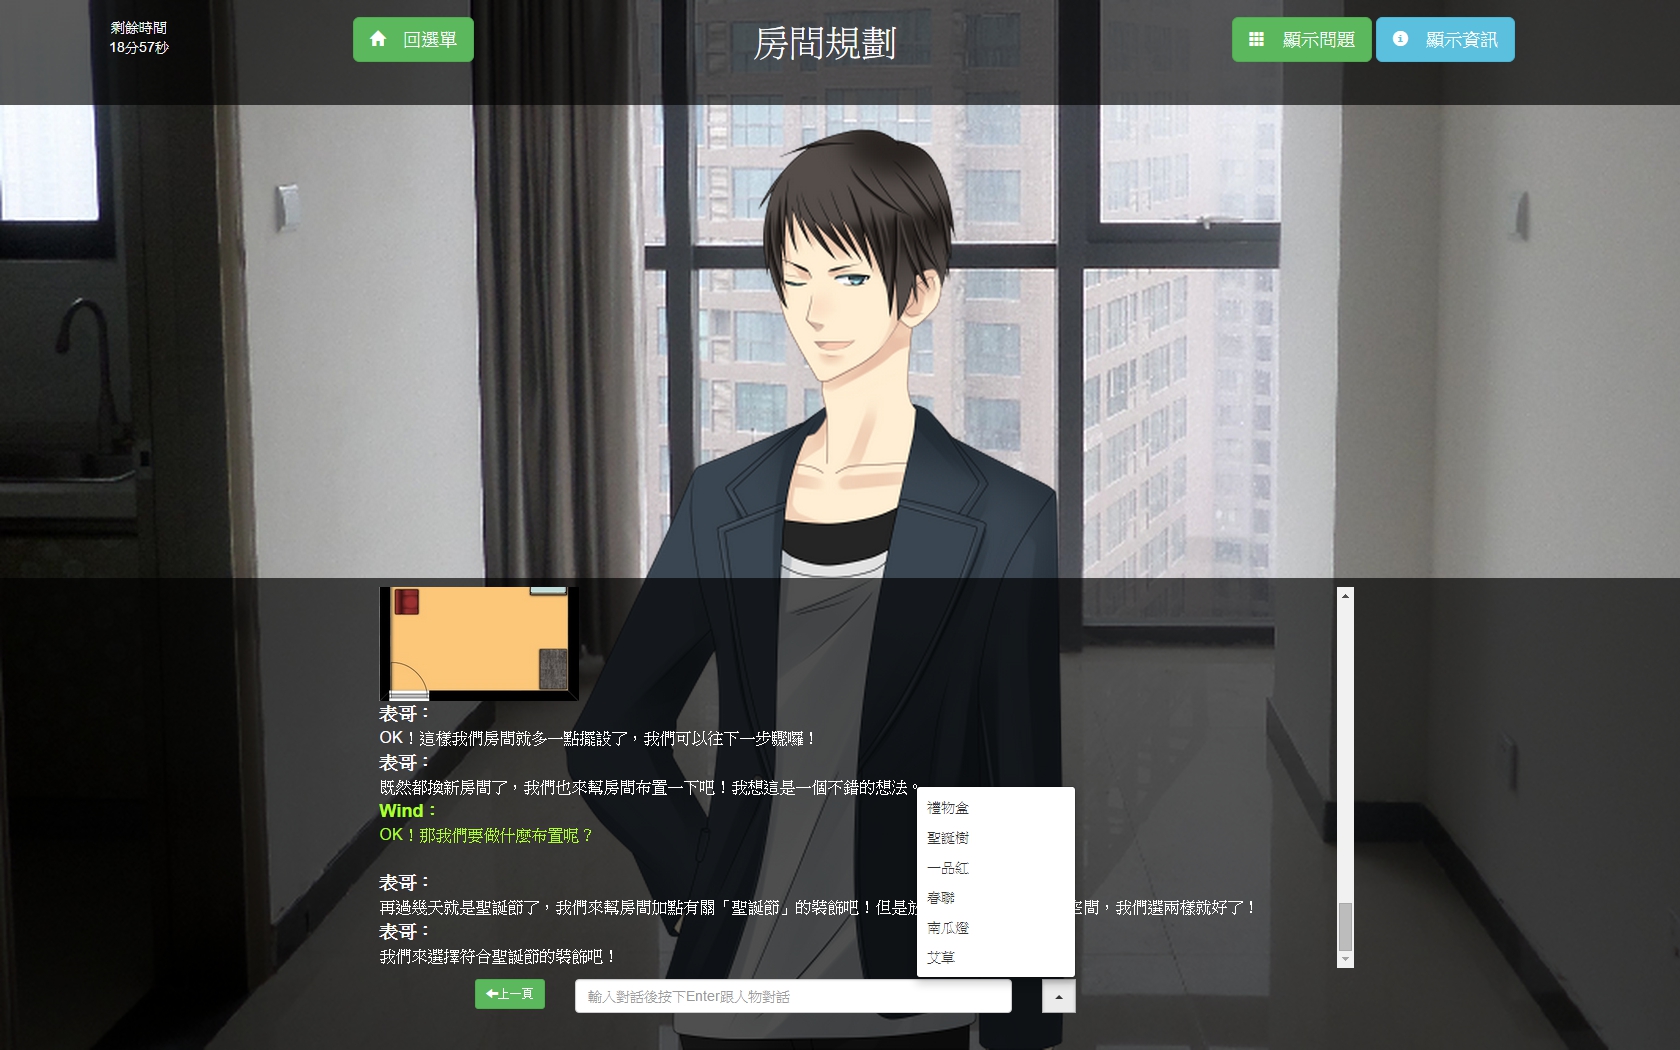 剩餘時間
18分57秒
回選單
房間規劃
顯示問題
顯示資訊
表哥：
OK！這樣我們房間就多一點擺設了，我們可以往下一步驟囉！
表哥：
既然都換新房間了，我們也來幫房間布置一下吧！我想這是一個不錯的想法。
Wind：
OK！那我們要做什麼布置呢？
表哥：
再過幾天就是聖誕節了，我們來幫房間加點有關「聖誕節」的裝飾吧！但是於 空間，我們選兩樣就好了！
表哥：
我們來選擇符合聖誕節的裝飾吧！
禮物盒
聖誕樹
一品紅
春聯
南瓜燈
艾草
上一頁
輸入對話後按下Enter跟人物對話